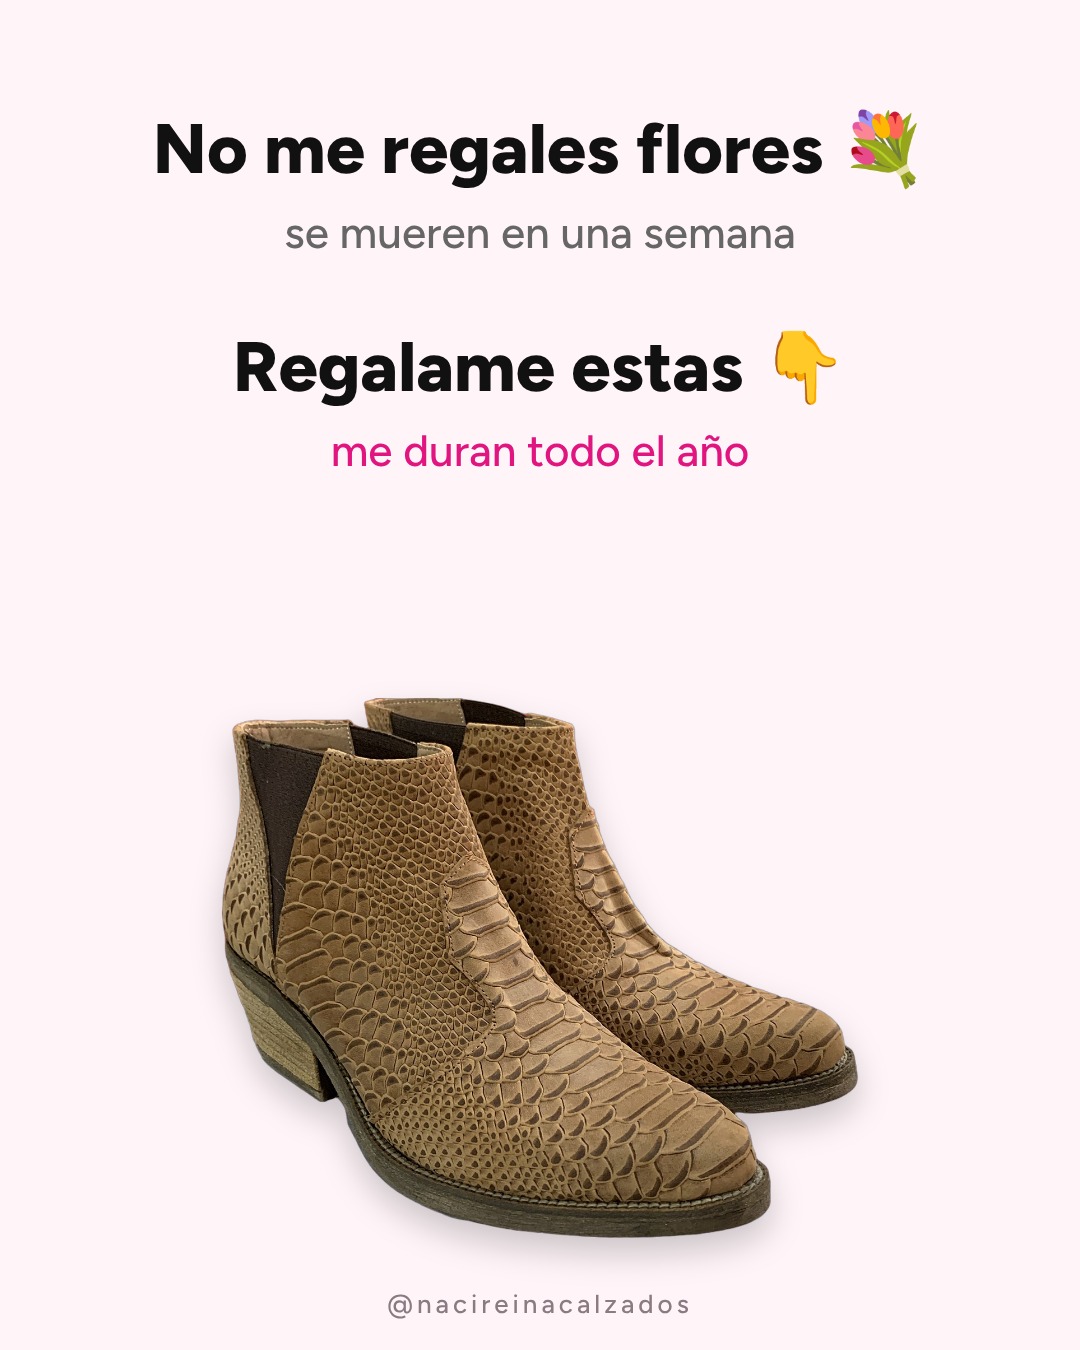 No me regales flores 💐
se mueren en una semana
Regalame estas 👇
me duran todo el año
@nacireinacalzados